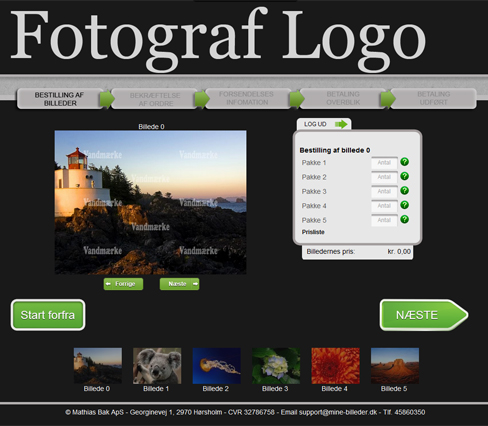 Fotograf Logo
BESTILLING AF
BILLEDER
BEKRÆFTELSE
AF ORDRE
FORSENDELSES
INFOMATION
BETALING
OVERBLIK
BETALING
UDFØRT
Billede 0
Vandmærke Vandmærke
Vandmærke Vandmærke
Vandmærke Vandmærke
Forrige
Næste
LOG UD
Bestilling af billede 0
Pakke 1 Antal ?
Pakke 2 Antal ?
Pakke 3 Antal ?
Pakke 4 Antal ?
Pakke 5 Antal ?
Prisliste
Billedernes pris: kr. 0,00
Start forfra
NÆSTE
Billede 0 Billede 1 Billede 2 Billede 3 Billede 4 Billede 5
© Mathias Bak ApS - Georginevej 1, 2970 Hørsholm - CVR 32786758 - Email support@mine-billeder.dk - Tlf. 45860350